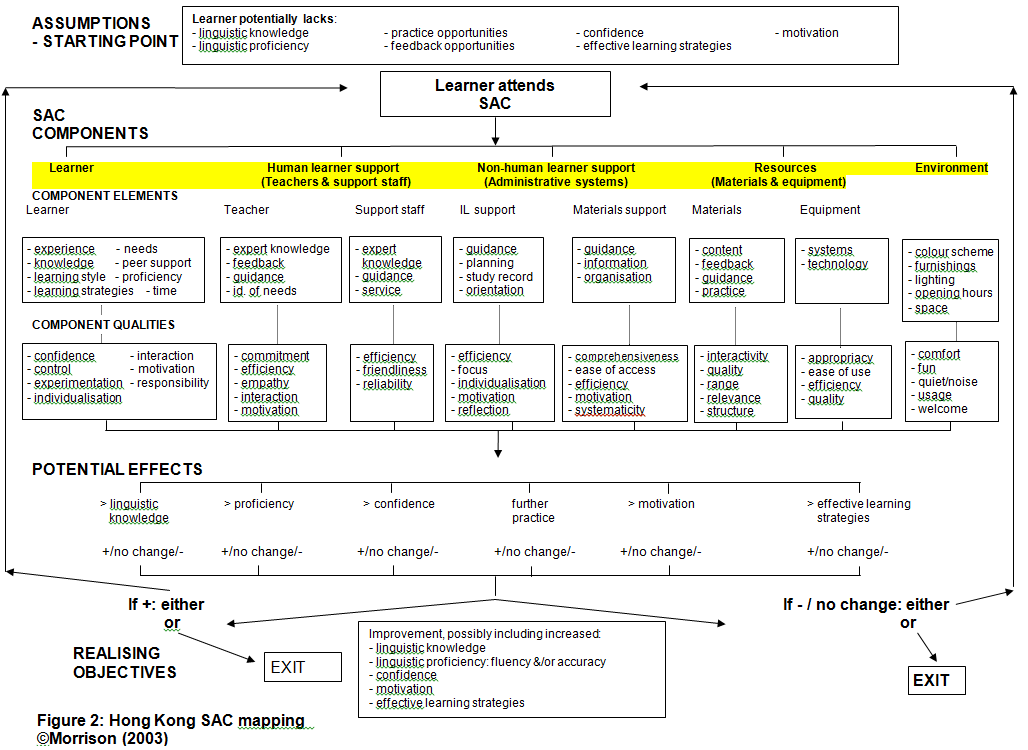 ASSUMPTIONS
- STARTING POINT
Learner potentially lacks:
- linguistic knowledge - practice opportunities - confidence - motivation
- linguistic proficiency - feedback opportunities - effective learning strategies
Learner attends
SAC
SAC
COMPONENTS
Learner Human learner support Non-human learner support Resources Environment
(Teachers & support staff) (Administrative systems) (Materials & equipment)
COMPONENT ELEMENTS
Learner Teacher Support staff IL support Materials support Materials Equipment
- experience - needs
- knowledge - peer support
- learning style - proficiency
- learning strategies - time
- expert knowledge
- feedback
- guidance
- id. of needs
- expert
knowledge
- guidance
- service
- guidance
- planning
- study record
- orientation
- guidance
- information
- organisation
- content
- feedback
- guidance
- practice
- systems
- technology
- colour scheme
- furnishings
- lighting
- opening hours
- space
COMPONENT QUALITIES
- confidence - interaction
- control - motivation
- experimentation - responsibility
- individualisation
- commitment
- efficiency
- empathy
- interaction
- motivation
- efficiency
- friendliness
- reliability
- efficiency
- focus
- individualisation
- motivation
- reflection
- comprehensiveness
- ease of access
- efficiency
- motivation
- systematicity
- interactivity
- quality
- range
- relevance
- structure
- appropriacy
- ease of use
- efficiency
- quality
- comfort
- fun
- quiet/noise
- usage
- welcome
POTENTIAL EFFECTS
> linguistic
knowledge
> proficiency
> confidence
further
practice
> motivation
> effective learning
strategies
+/no change/- +/no change/- +/no change/- +/no change/- +/no change/- +/no change/-
If +: either
or
If - / no change: either
or
REALISING
OBJECTIVES
EXIT
Improvement, possibly including increased:
- linguistic knowledge
- linguistic proficiency: fluency &/or accuracy
- confidence
- motivation
- effective learning strategies
EXIT
Figure 2: Hong Kong SAC mapping
©Morrison (2003)